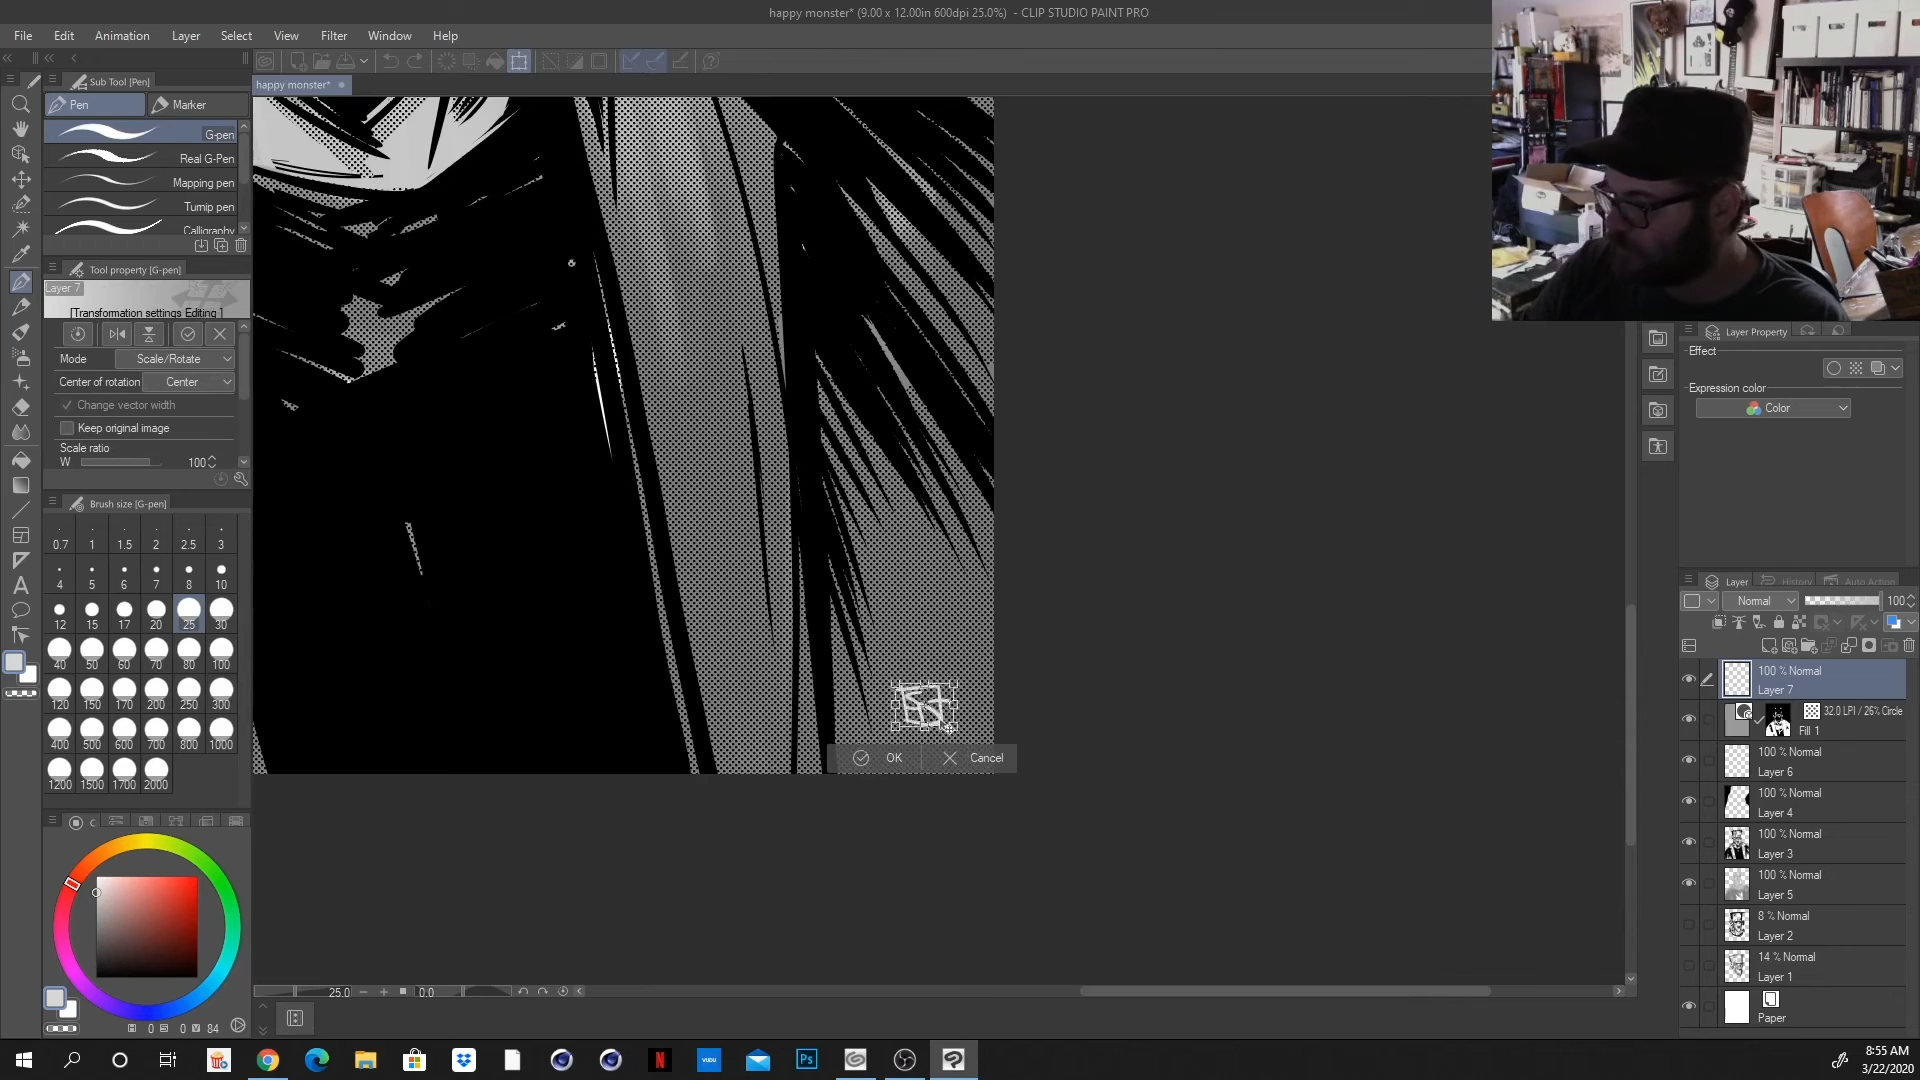 happy monster* (9.00 x 12.00in 600dpi 25.0%) - CLIP STUDIO PAINT PRO
File Edit Animation Layer Select View Filter Window Help
Sub Tool [Pen]
happy monster*
Pen Marker
G-pen
Real G-Pen
Mapping pen
Turnip pen
Calligraphy
Tool property [G-pen]
Layer 7
[Transformation settings Editing ]
Mode Scale/Rotate
Center of rotation Center
Change vector width
Keep original image
Scale ratio
W 100
Brush size [G-pen]
0.7 1 1.5 2 2.5 3
4 5 6 7 8 10
12 15 17 20 25 30
40 50 60 70 80 100
120 150 170 200 250 300
400 500 600 700 800 1000
1200 1500 1700 2000
0 0 84
OK Cancel
25.0 0.0
Layer Property
Effect
Expression color
Color
Layer History Auto Action
Normal 100
100 % Normal
Layer 7
32.0 LPI / 26% Circle
Fill 1
100 % Normal
Layer 6
100 % Normal
Layer 4
100 % Normal
Layer 3
100 % Normal
Layer 5
8 % Normal
Layer 2
14 % Normal
Layer 1
Paper
N
VUDU
Ps
8:55 AM
3/22/2020